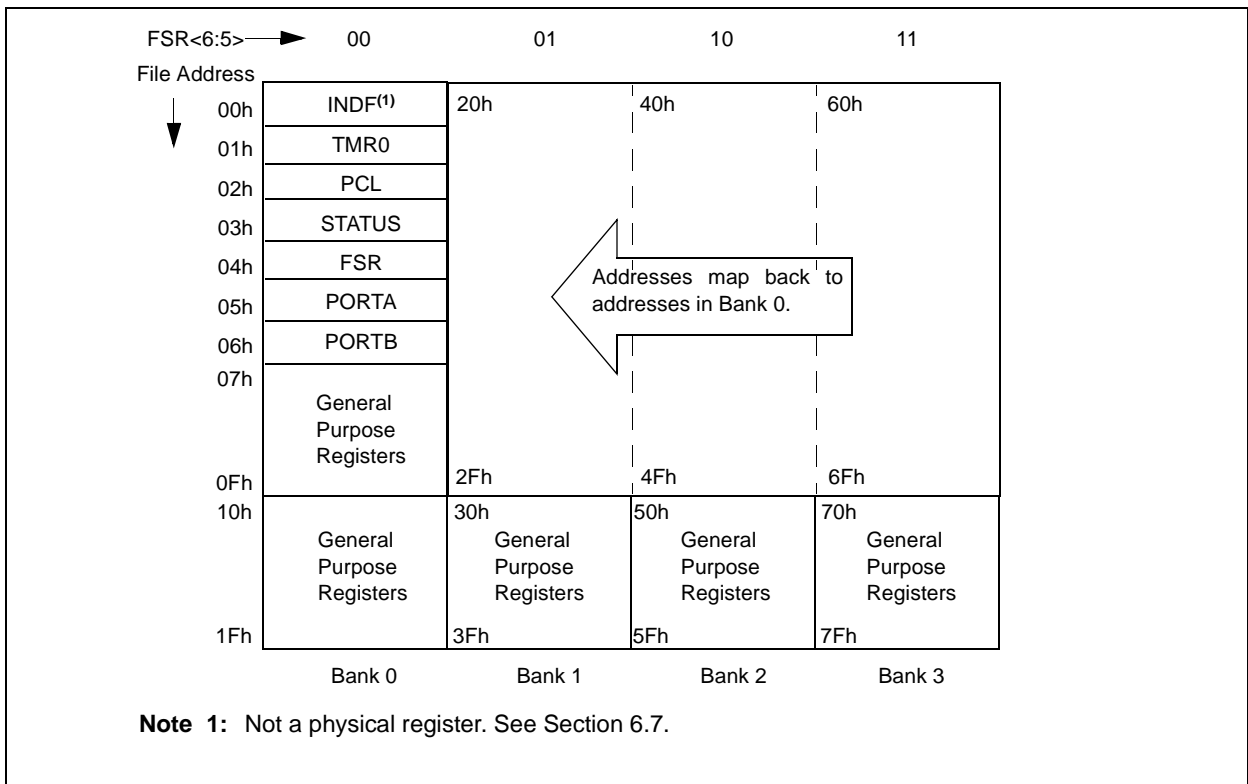 FSR<6:5> 00 01 10 11
File Address
00h INDF(1) 20h 40h 60h
01h TMR0
02h PCL
03h STATUS
04h FSR
Addresses map back to
05h PORTA
addresses in Bank 0.
06h PORTB
07h
General
Purpose
Registers
0Fh 2Fh 4Fh 6Fh
10h 30h 50h 70h
General General General General
Purpose Purpose Purpose Purpose
Registers Registers Registers Registers
1Fh 3Fh 5Fh 7Fh
Bank 0 Bank 1 Bank 2 Bank 3
Note 1: Not a physical register. See Section 6.7.